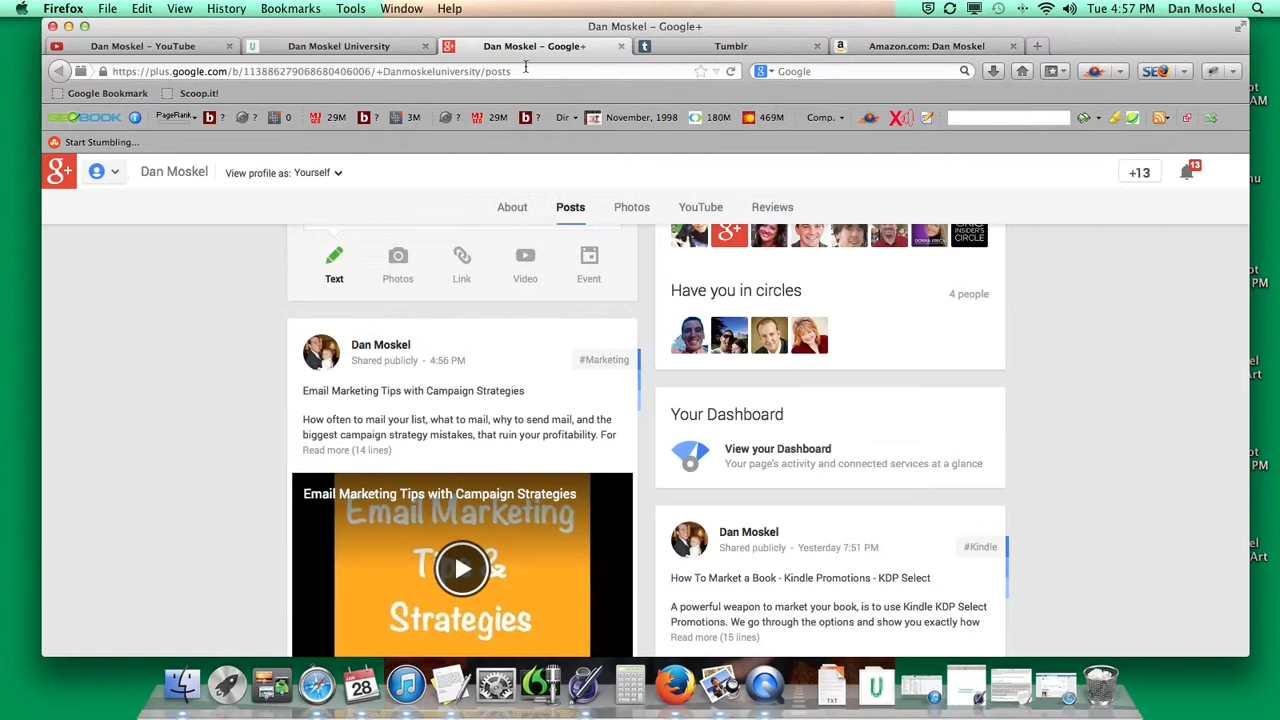 Firefox File Edit View History Bookmarks Tools Window Help Tue 4:57 PM Dan Moskel
Dan Moskel - Google+
Dan Moskel - YouTube Dan Moskel University Dan Moskel - Google+ Tumblr Amazon.com: Dan Moskel
https://plus.google.com/b/113886279068680406006/+Danmoskeluniversity/posts Google SEO
Google Bookmark Scoop.it!
SEOBOOK PageRank ? ? 0 29M ? 3M ? 29M ? Dir November, 1998 180M 469M Comp.
Start Stumbling...
g+ Dan Moskel View profile as: Yourself +13 13
About Posts Photos YouTube Reviews
Text Photos Link Video Event
Have you in circles 4 people
Dan Moskel
Shared publicly - 4:56 PM #Marketing
Email Marketing Tips with Campaign Strategies
How often to mail your list, what to mail, why to send mail, and the
biggest campaign strategy mistakes, that ruin your profitability. For
Read more (14 lines)
Email Marketing Tips with Campaign Strategies
Email Marketing
Tips &
Strategies
Your Dashboard
View your Dashboard
Your page's activity and connected services at a glance
Dan Moskel
Shared publicly - Yesterday 7:51 PM #Kindle
How To Market a Book - Kindle Promotions - KDP Select
A powerful weapon to market your book, is to use Kindle KDP Select
Promotions. We go through the options and show you exactly how
Read more (15 lines)
28
TXT